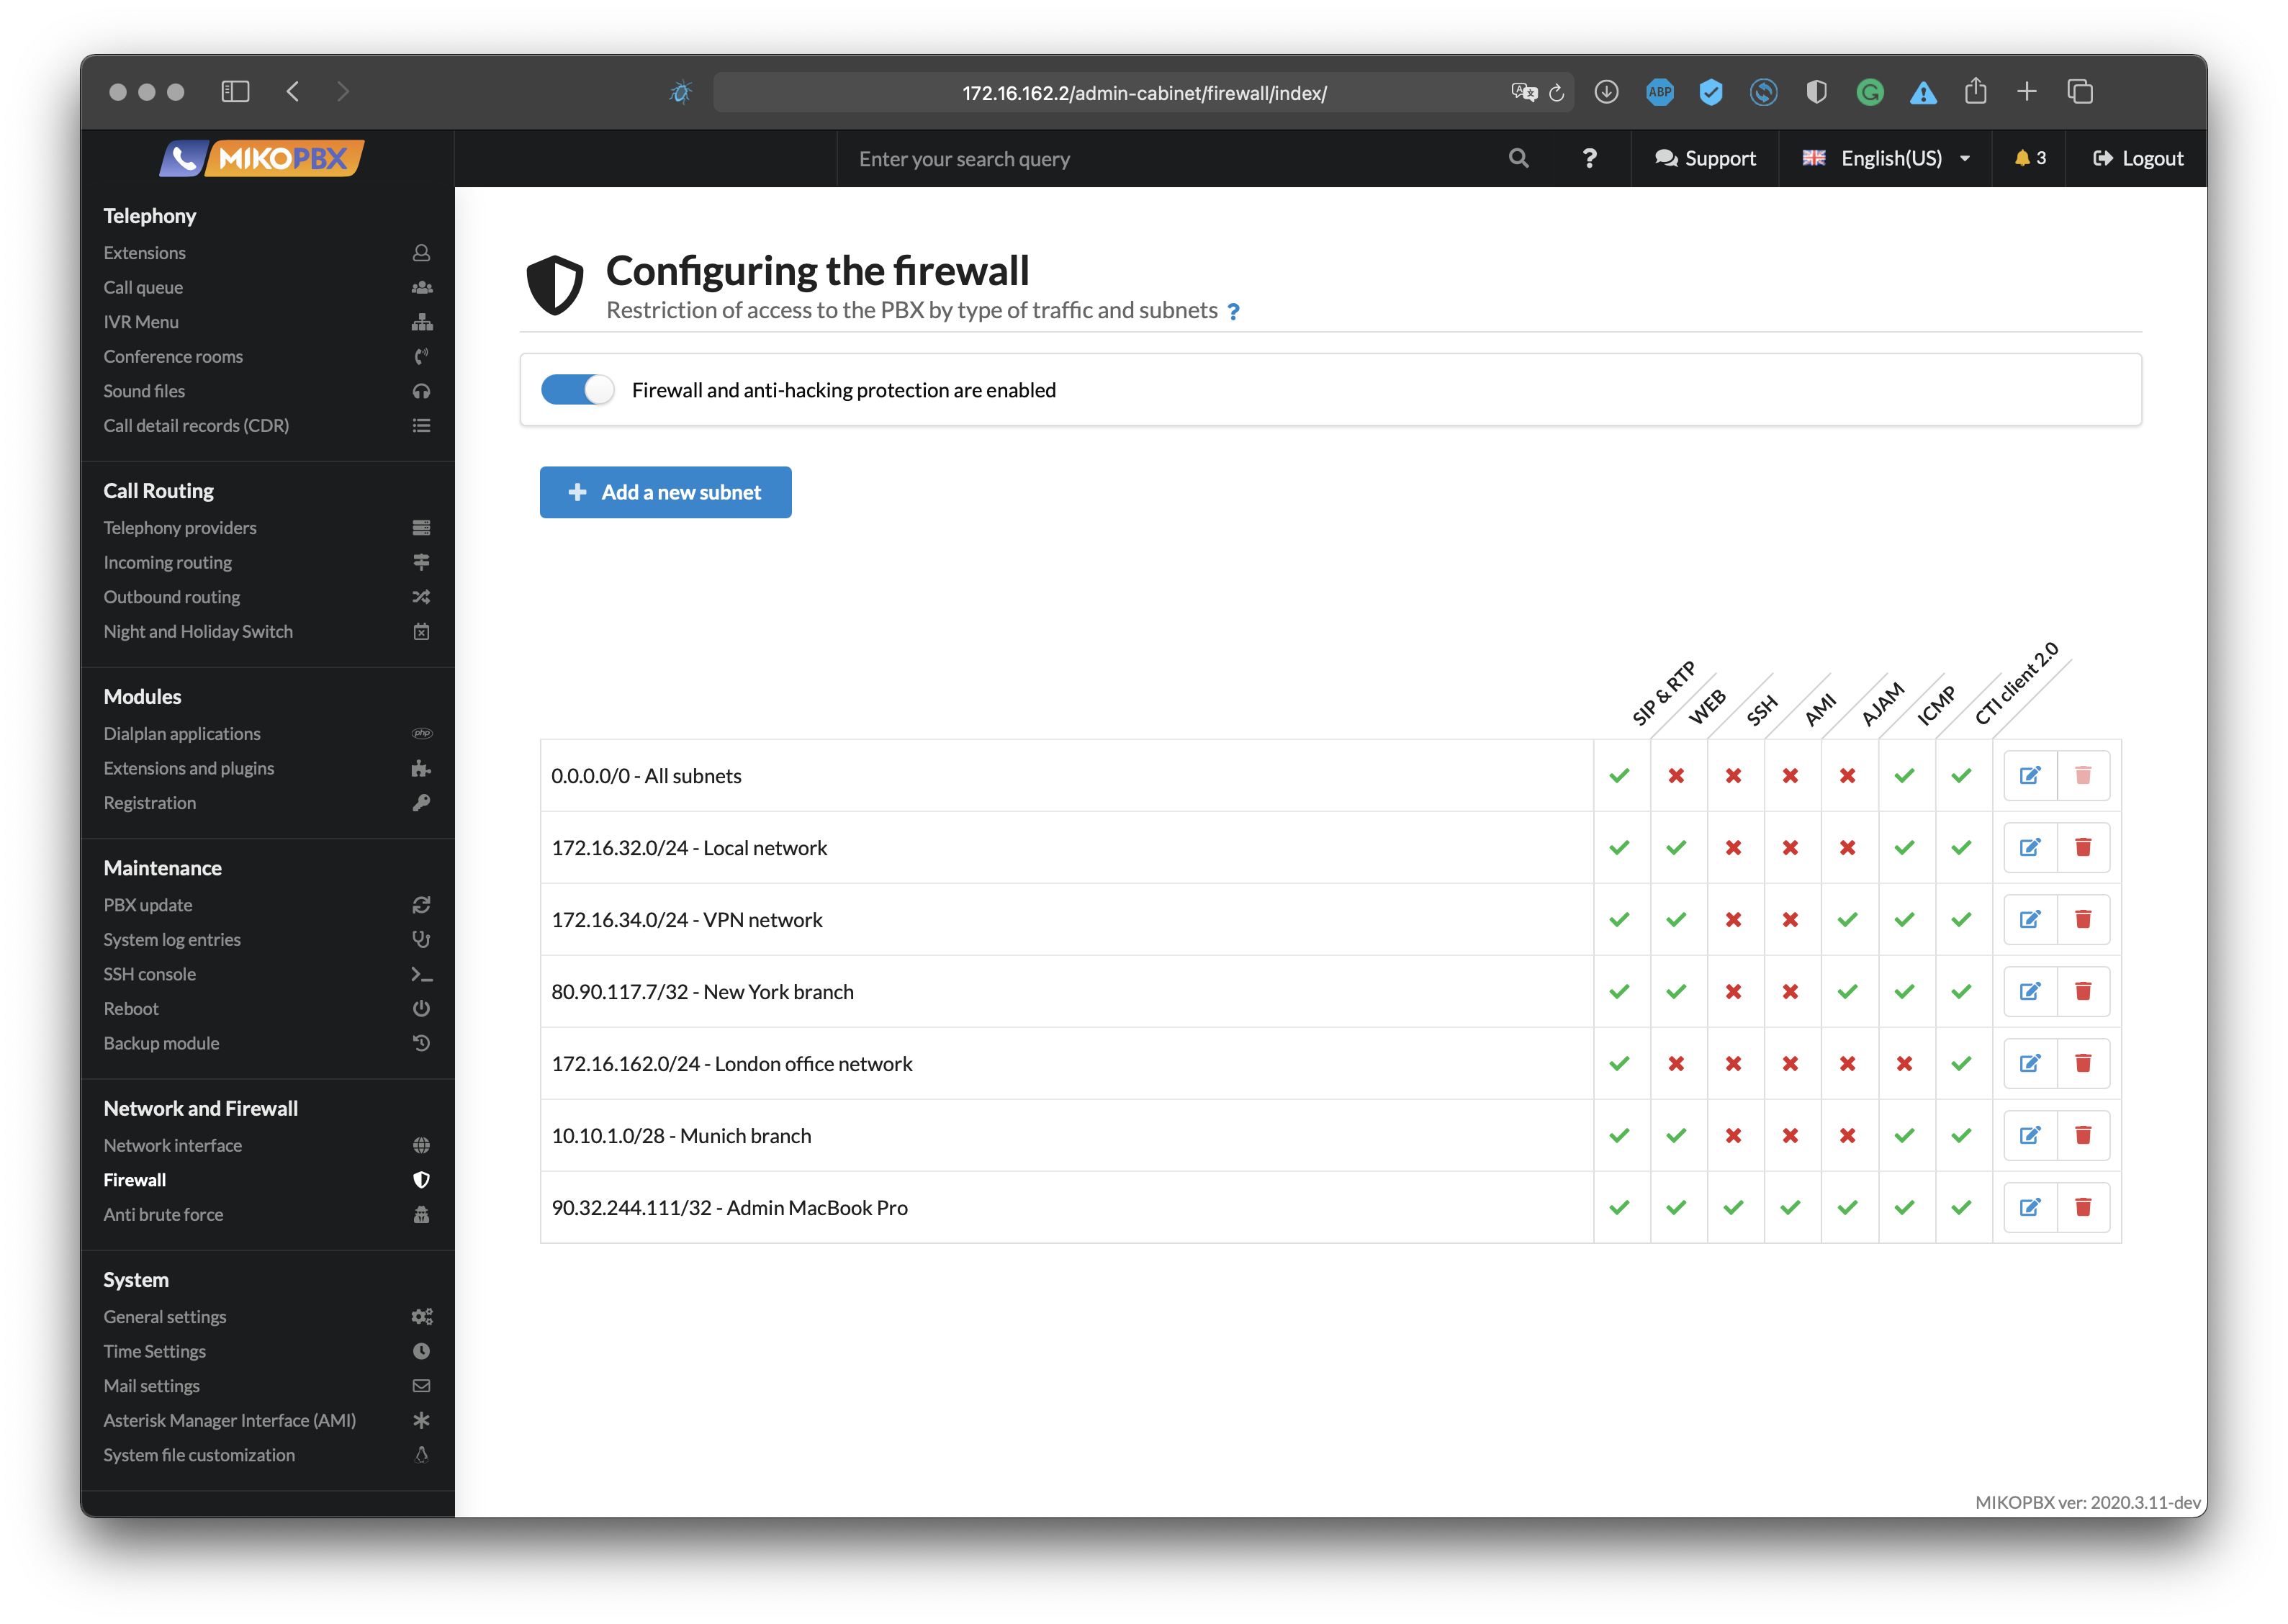 172.16.162.2/admin-cabinet/firewall/index/
ABP
MIKOPBX
Enter your search query
?
Support
English(US)
3
Logout
Telephony
Extensions
Call queue
IVR Menu
Conference rooms
Sound files
Call detail records (CDR)
Call Routing
Telephony providers
Incoming routing
Outbound routing
Night and Holiday Switch
Modules
Dialplan applications
php
Extensions and plugins
Registration
Maintenance
PBX update
System log entries
SSH console
Reboot
Backup module
Network and Firewall
Network interface
Firewall
Anti brute force
System
General settings
Time Settings
Mail settings
Asterisk Manager Interface (AMI)
System file customization
Configuring the firewall
Restriction of access to the PBX by type of traffic and subnets ?
Firewall and anti-hacking protection are enabled
Add a new subnet
SIP & RTP
WEB
SSH
AMI
AJAM
ICMP
CTI client 2.0
0.0.0.0/0 - All subnets
172.16.32.0/24 - Local network
172.16.34.0/24 - VPN network
80.90.117.7/32 - New York branch
172.16.162.0/24 - London office network
10.10.1.0/28 - Munich branch
90.32.244.111/32 - Admin MacBook Pro
MIKOPBX ver: 2020.3.11-dev